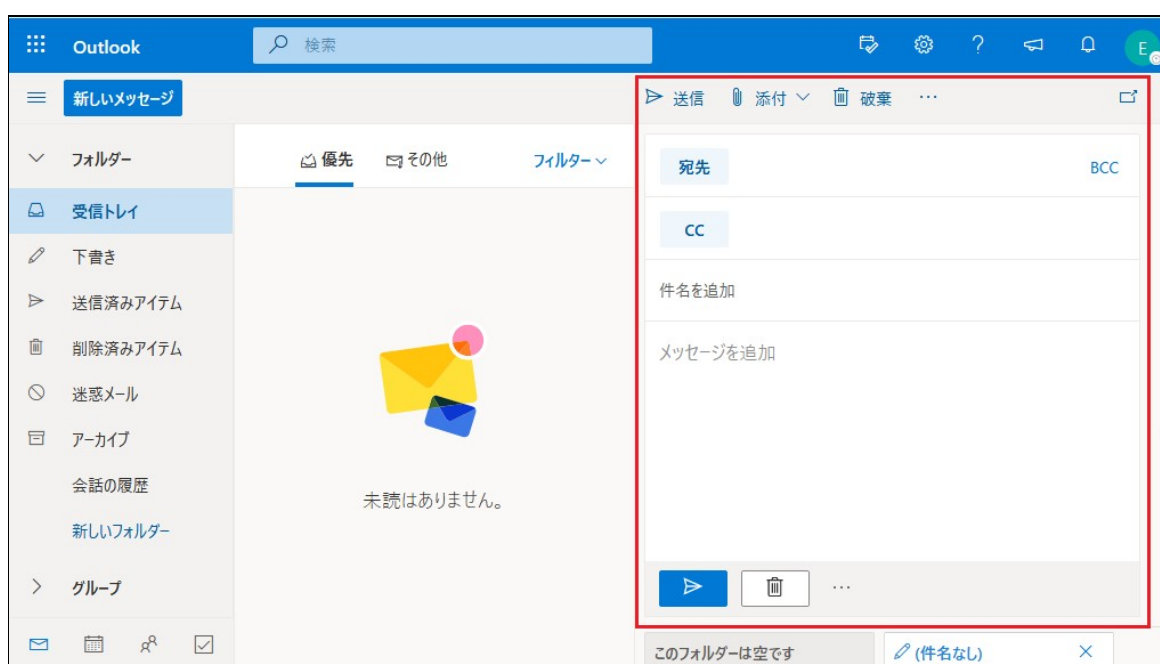 Outlook
検索
E
新しいメッセージ
送信 添付 破棄 …
フォルダー
優先 その他 フィルター
宛先 BCC
受信トレイ
CC
下書き
送信済みアイテム
件名を追加
削除済みアイテム
メッセージを追加
迷惑メール
アーカイブ
会話の履歴
未読はありません。
新しいフォルダー
グループ
…
このフォルダーは空です
(件名なし)